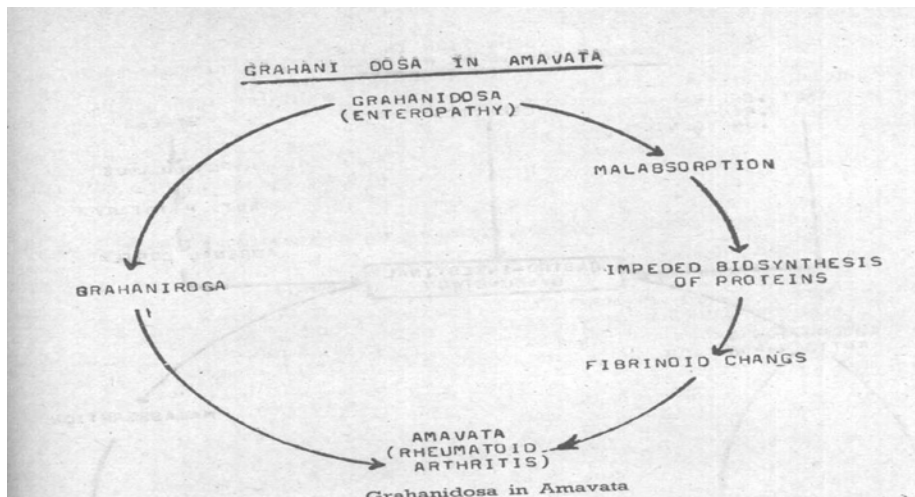 GRAHANI DOSA IN AMAVATA
GRAHANIDOSA
(ENTEROPATHY)
MALABSORPTION
IMPEDED BIOSYNTHESIS
OF PROTEINS
GRAHANIROGA
FIBRINOID CHANGS
AMAVATA
(RHEUMATOID
ARTHRITIS)
Grahanidosa in Amavata